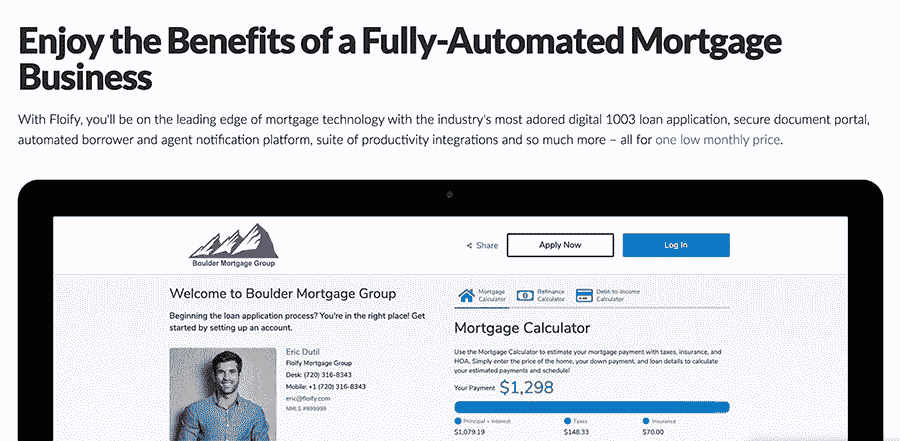 Enjoy the Benefits of a Fully-Automated Mortgage
Business
With Floify, you'll be on the leading edge of mortgage technology with the industry's most adored digital 1003 loan application, secure document portal,
automated borrower and agent notification platform, suite of productivity integrations and so much more – all for one low monthly price.
Boulder Mortgage Group
Share
Apply Now
Log In
Welcome to Boulder Mortgage Group
Beginning the loan application process? You're in the right place! Get
started by setting up an account.
Eric Dutil
Floify Mortgage Group
Desk: (720) 316-8343
Mobile: +1 (720) 316-8343
eric@floify.com
NMLS #999999
Mortgage
Calculator
Refinance
Calculator
Debt-to-Income
Calculator
Mortgage Calculator
Use the Mortgage Calculator to estimate your mortgage payment with taxes, insurance, and
HOA. Simply enter the price of the home, your down payment, and loan details to calculate
your estimated payments and schedule!
Your Payment $1,298
Principal + Interest
$1,079.19
Taxes
$148.33
Insurance
$70.00